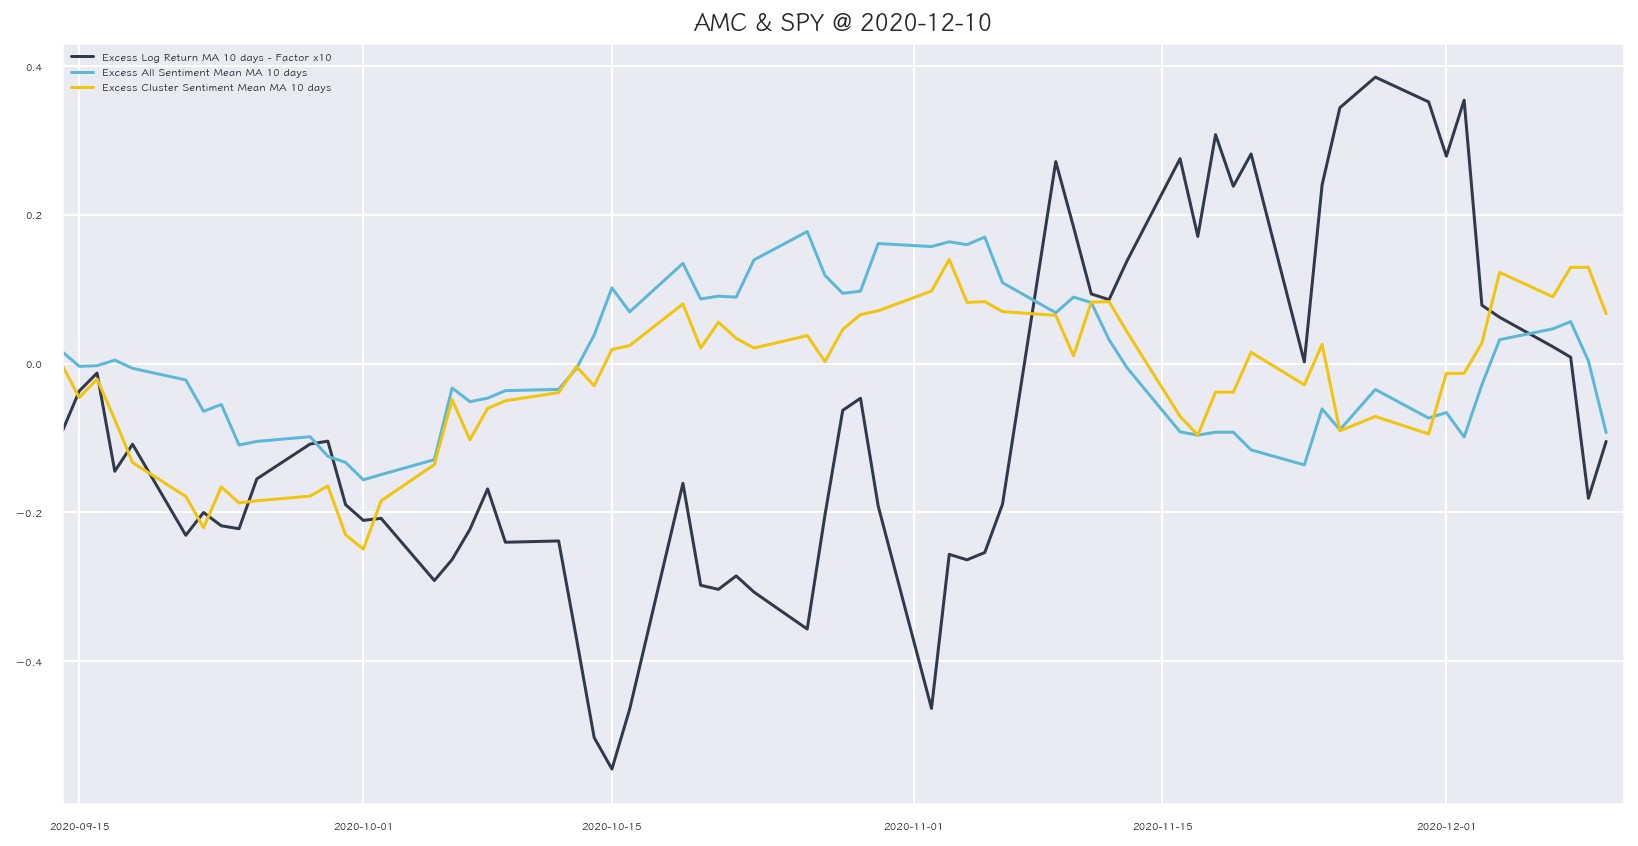 AMC & SPY @ 2020-12-10
Excess Log Return MA 10 days - Factor x10
Excess All Sentiment Mean MA 10 days
Excess Cluster Sentiment Mean MA 10 days
0.4
0.2
0.0
−0.2
−0.4
2020-09-15
2020-10-01
2020-10-15
2020-11-01
2020-11-15
2020-12-01